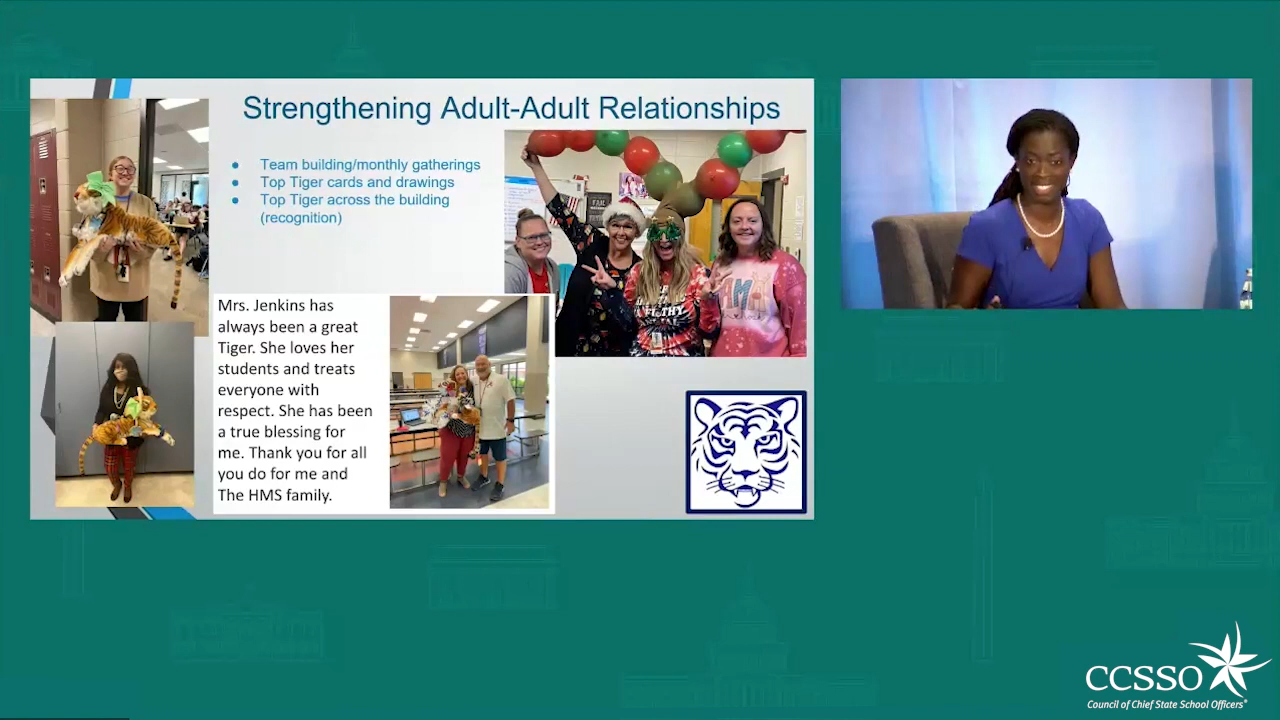 Strengthening Adult-Adult Relationships
● Team building/monthly gatherings
● Top Tiger cards and drawings
● Top Tiger across the building
(recognition)
Mrs. Jenkins has
always been a great
Tiger. She loves her
students and treats
everyone with
respect. She has been
a true blessing for
me. Thank you for all
you do for me and
The HMS family.
CCSSO
Council of Chief State School Officers®